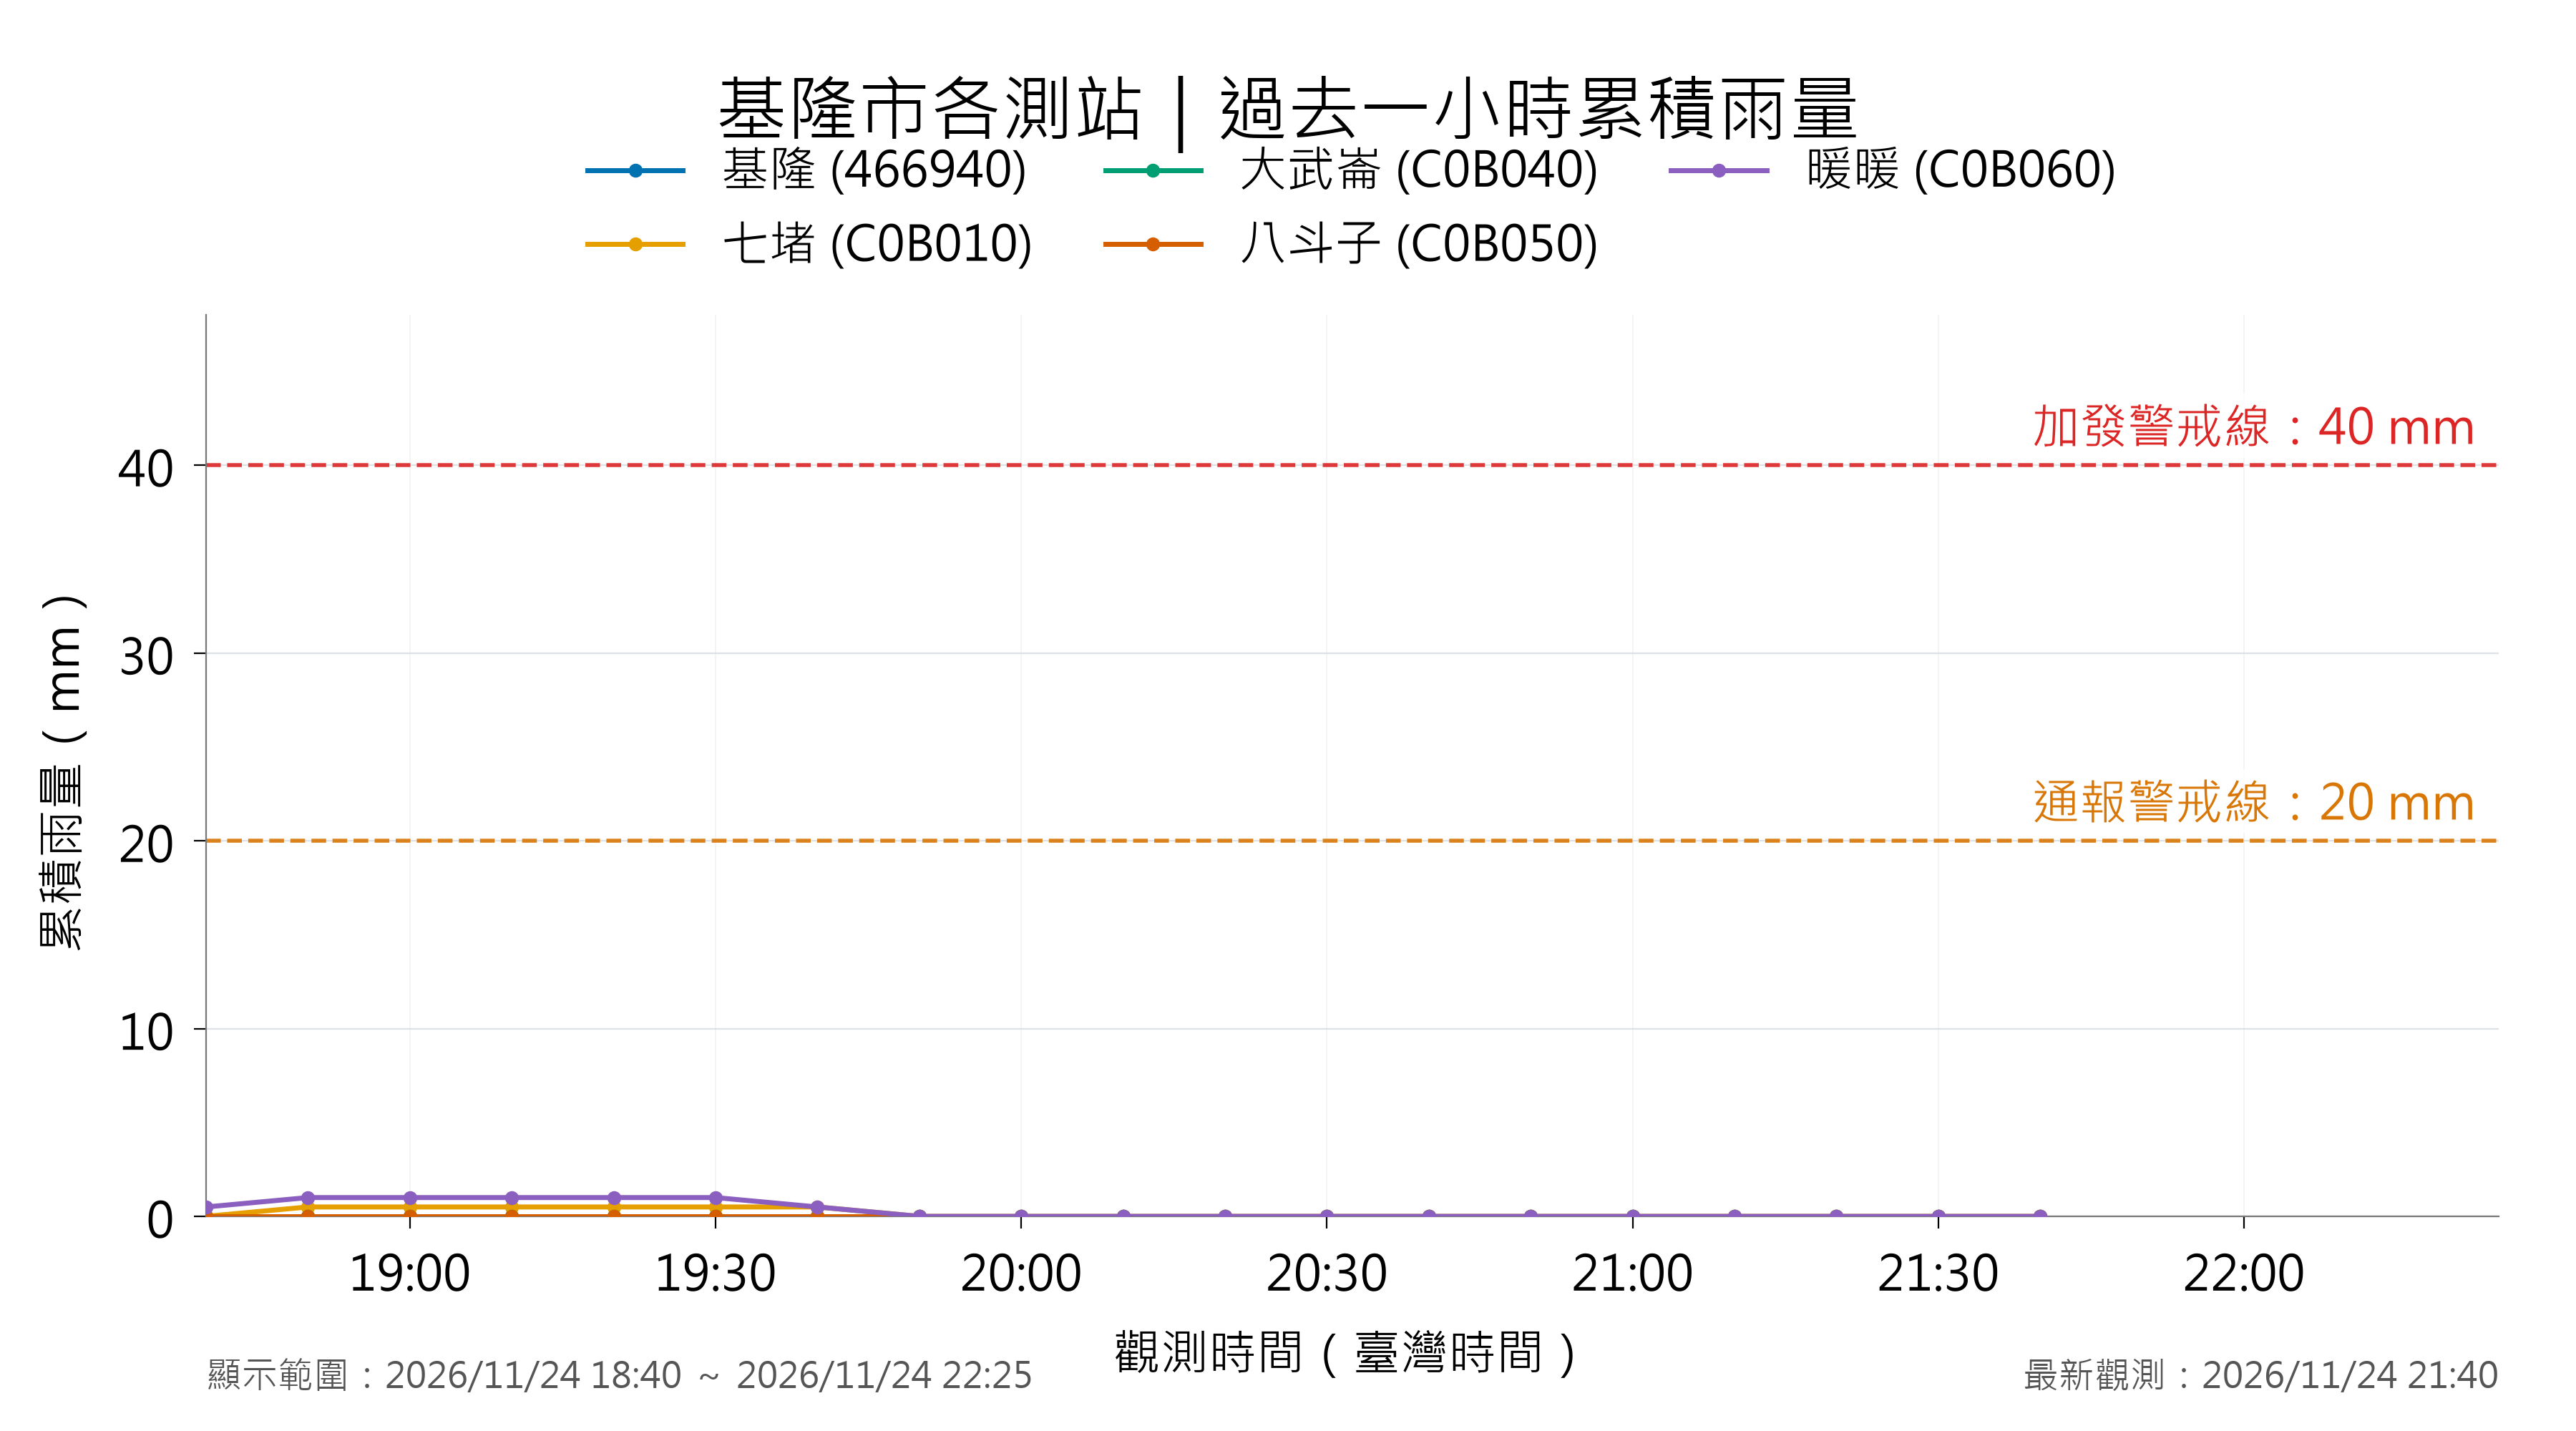 基隆市各測站｜過去一小時累積雨量
基隆 (466940)
七堵 (C0B010)
大武崙 (C0B040)
八斗子 (C0B050)
暖暖 (C0B060)
累積雨量（mm）
40
30
20
10
0
加發警戒線：40 mm
通報警戒線：20 mm
19:00
19:30
20:00
20:30
21:00
21:30
22:00
觀測時間（臺灣時間）
顯示範圍：2026/11/24 18:40 ~ 2026/11/24 22:25
最新觀測：2026/11/24 21:40